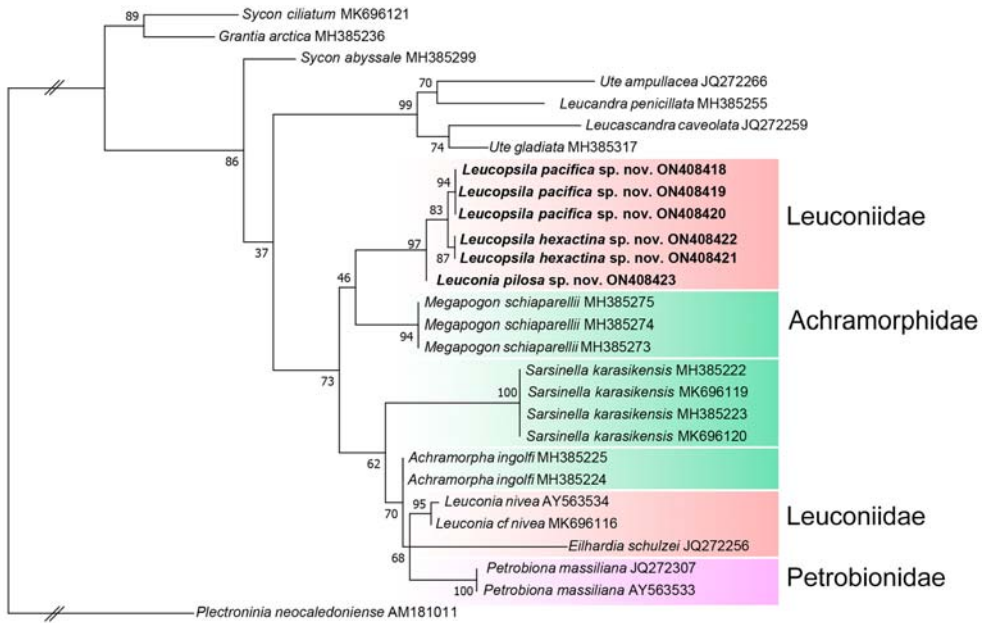 89
Sycon ciliatum MK696121
Grantia arctica MH385236
Sycon abyssale MH385299
70
Ute ampullacea JQ272266
Leucandra penicillata MH385255
99
Leucascandra caveolata JQ272259
74
Ute gladiata MH385317
86
Leucopsila pacifica sp. nov. ON408418
94
Leucopsila pacifica sp. nov. ON408419
83
Leucopsila pacifica sp. nov. ON408420
Leuconiidae
97
Leucopsila hexactina sp. nov. ON408422
87
Leucopsila hexactina sp. nov. ON408421
37
Leuconia pilosa sp. nov. ON408423
46
Megapogon schiaparellii MH385275
Megapogon schiaparellii MH385274
Achramorphidae
94
Megapogon schiaparellii MH385273
73
Sarsinella karasikensis MH385222
100
Sarsinella karasikensis MK696119
Sarsinella karasikensis MH385223
Sarsinella karasikensis MK696120
62
Achramorpha ingolfi MH385225
Achramorpha ingolfi MH385224
70
95
Leuconia nivea AY563534
Leuconia cf nivea MK696116
Leuconiidae
68
Eilhardia schulzei JQ272256
Petrobiona massiliana JQ272307
Petrobionidae
100
Petrobiona massiliana AY563533
Plectroninia neocaledoniense AM181011